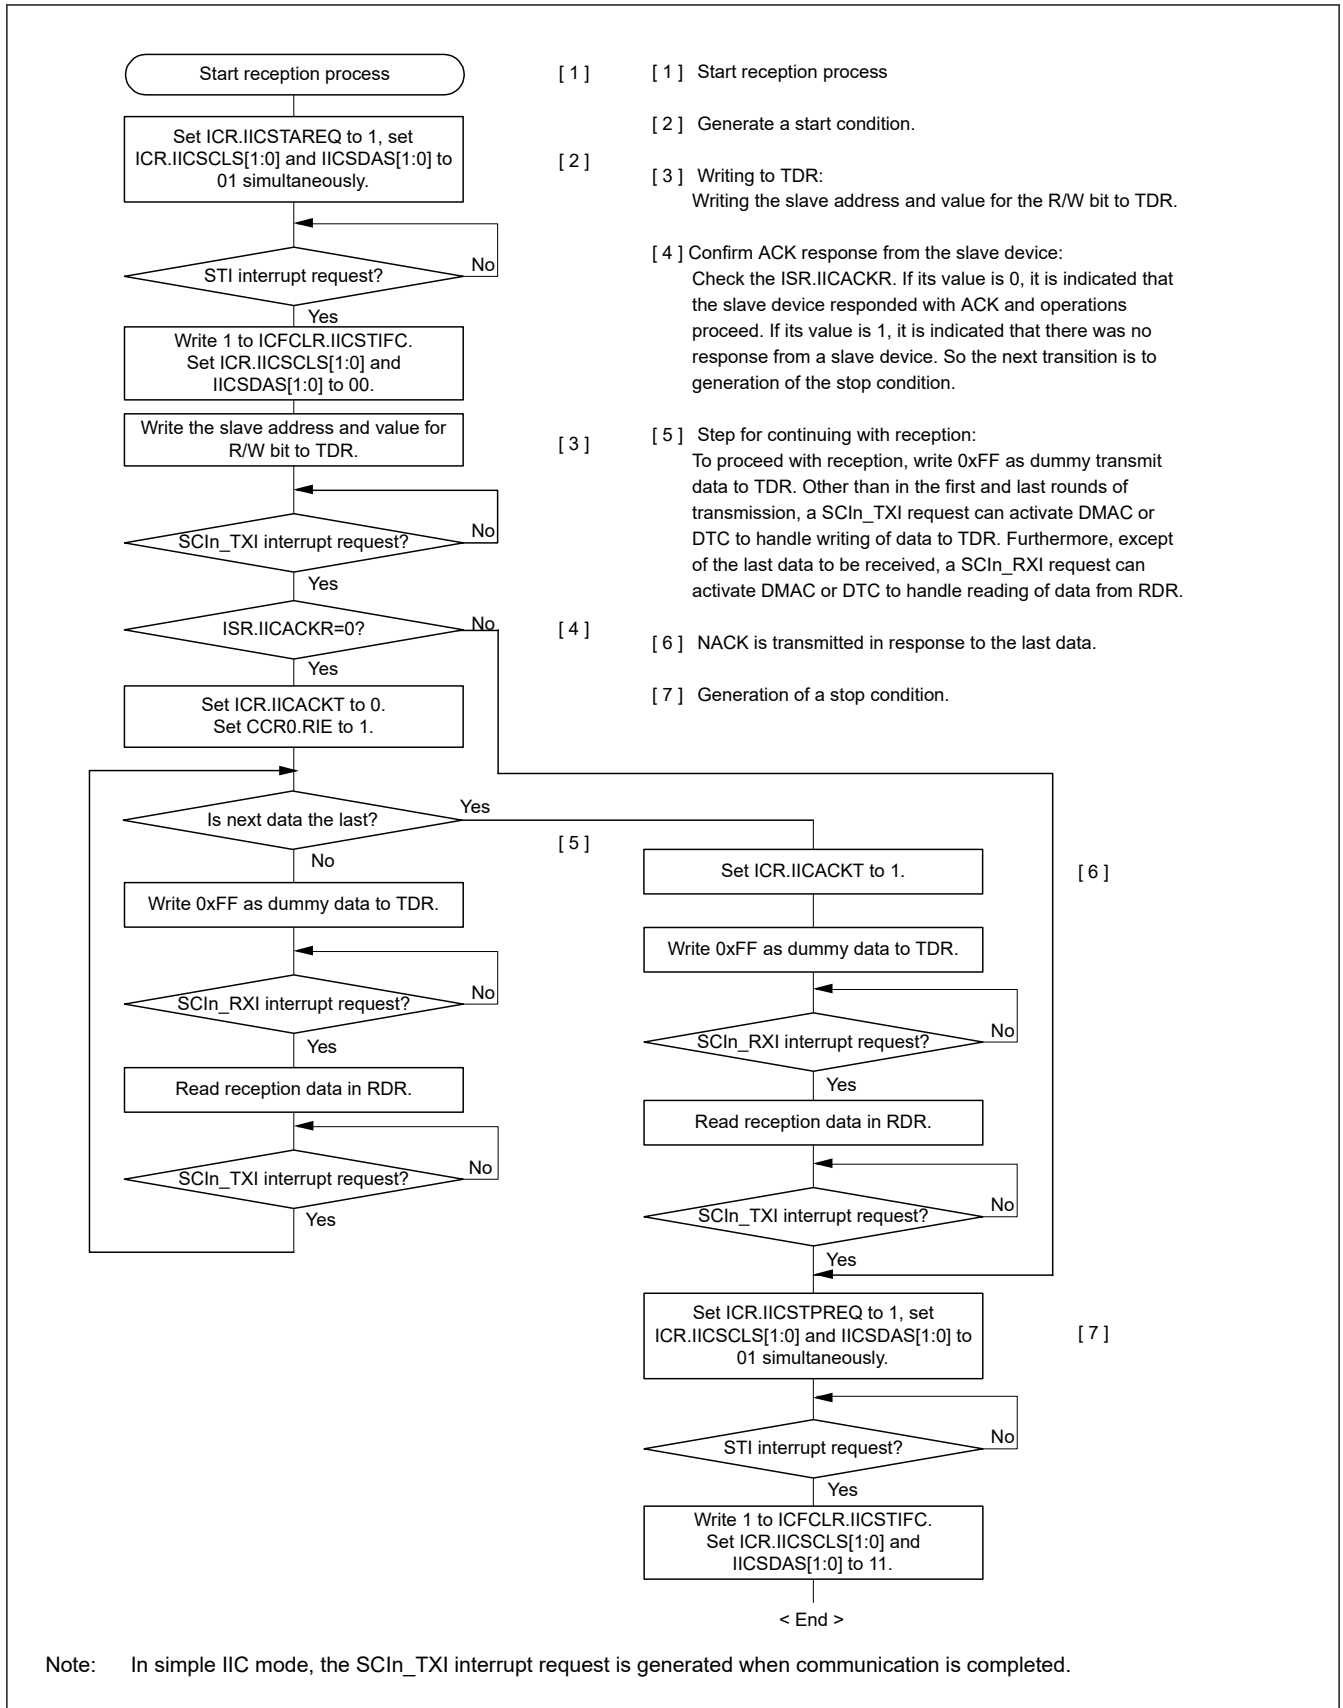 Start reception process
[ 1 ]
Set ICR.IICSTAREQ to 1, set
ICR.IICSCLS[1:0] and IICSDAS[1:0] to
01 simultaneously.
[ 2 ]
STI interrupt request?
No
Yes
Write 1 to ICFCLR.IICSTIFC.
Set ICR.IICSCLS[1:0] and
IICSDAS[1:0] to 00.
Write the slave address and value for
R/W bit to TDR.
[ 3 ]
SCIn_TXI interrupt request?
No
Yes
ISR.IICACKR=0?
No
[ 4 ]
Yes
Set ICR.IICACKT to 0.
Set CCR0.RIE to 1.
Is next data the last?
Yes
[ 5 ]
No
Write 0xFF as dummy data to TDR.
SCIn_RXI interrupt request?
No
Yes
Read reception data in RDR.
SCIn_TXI interrupt request?
No
Yes
[ 1 ] Start reception process
[ 2 ] Generate a start condition.
[ 3 ] Writing to TDR:
Writing the slave address and value for the R/W bit to TDR.
[ 4 ] Confirm ACK response from the slave device:
Check the ISR.IICACKR. If its value is 0, it is indicated that
the slave device responded with ACK and operations
proceed. If its value is 1, it is indicated that there was no
response from a slave device. So the next transition is to
generation of the stop condition.
[ 5 ] Step for continuing with reception:
To proceed with reception, write 0xFF as dummy transmit
data to TDR. Other than in the first and last rounds of
transmission, a SCIn_TXI request can activate DMAC or
DTC to handle writing of data to TDR. Furthermore, except
of the last data to be received, a SCIn_RXI request can
activate DMAC or DTC to handle reading of data from RDR.
[ 6 ] NACK is transmitted in response to the last data.
[ 7 ] Generation of a stop condition.
Set ICR.IICACKT to 1.
[ 6 ]
Write 0xFF as dummy data to TDR.
SCIn_RXI interrupt request?
No
Yes
Read reception data in RDR.
SCIn_TXI interrupt request?
No
Yes
Set ICR.IICSTPREQ to 1, set
ICR.IICSCLS[1:0] and IICSDAS[1:0] to
01 simultaneously.
[ 7 ]
STI interrupt request?
No
Yes
Write 1 to ICFCLR.IICSTIFC.
Set ICR.IICSCLS[1:0] and
IICSDAS[1:0] to 11.
< End >
Note: In simple IIC mode, the SCIn_TXI interrupt request is generated when communication is completed.